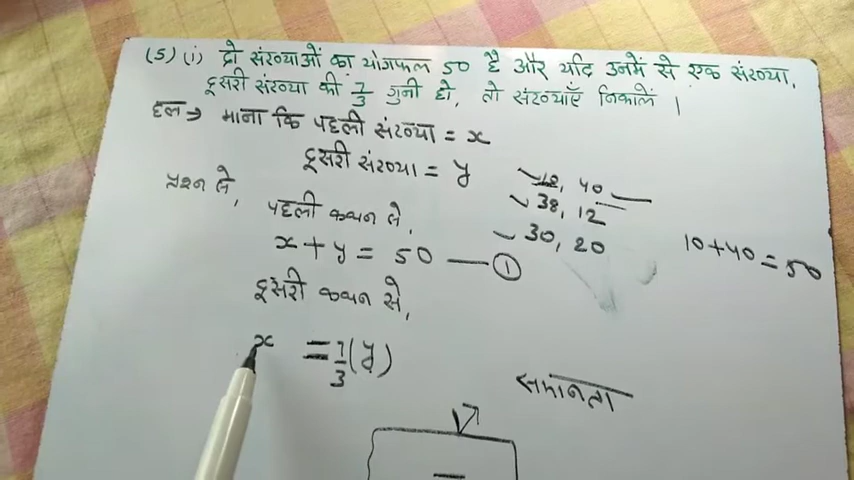 (5) (i) दो संख्याओं का योगफल 50 है और यदि उनमें से एक संख्या,
दूसरी संख्या की 7/3 गुनी हो, तो संख्याएँ निकालें ।
हल ⇒ माना कि पहली संख्या = x
दूसरी संख्या = y
प्रश्न से,
पहली कथन से,
x + y = 50 — ①
दूसरी कथन से,
x = 7/3 (y)
10, 40
38, 12
30, 20
10 + 40 = 50
समानता
=